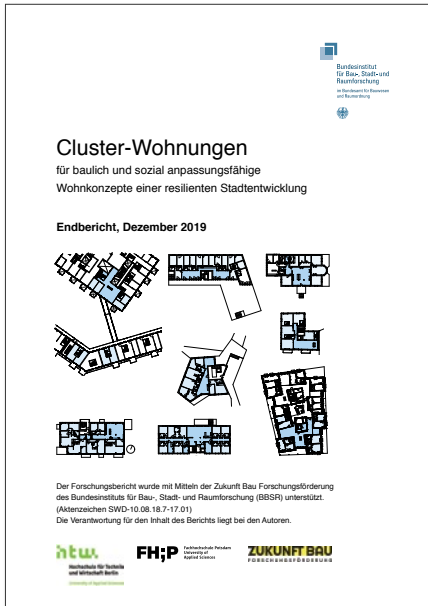 Bundesinstitut
für Bau-, Stadt- und
Raumforschung
im Bundesamt für Bauwesen
und Raumordnung
Cluster-Wohnungen
für baulich und sozial anpassungsfähige
Wohnkonzepte einer resilienten Stadtentwicklung
Endbericht, Dezember 2019
Der Forschungsbericht wurde mit Mitteln der Zukunft Bau Forschungsförderung
des Bundesinstituts für Bau-, Stadt- und Raumforschung (BBSR) unterstützt.
(Aktenzeichen SWD-10.08.18.7-17.01)
Die Verantwortung für den Inhalt des Berichts liegt bei den Autoren.
htw.
Hochschule für Technik
und Wirtschaft Berlin
University of Applied Sciences
FH;P
Fachhochschule Potsdam
University of
Applied Sciences
ZUKUNFT BAU
FORSCHUNGSFÖRDERUNG